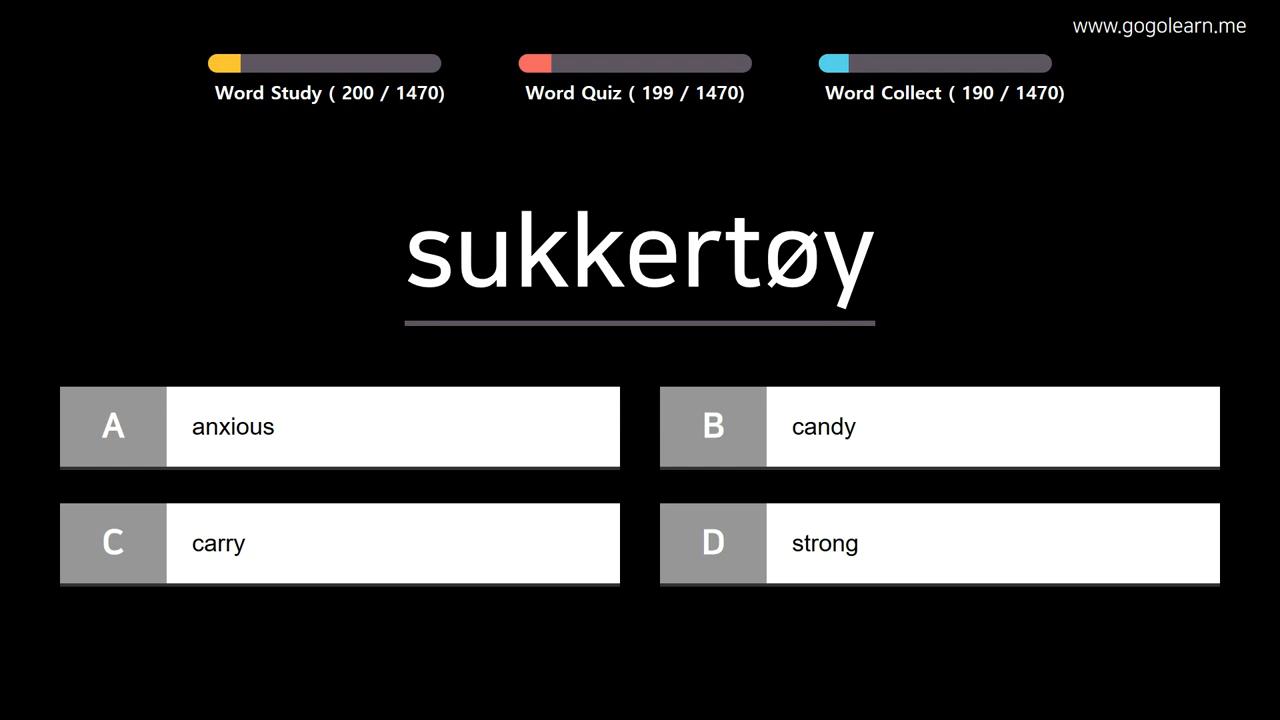 www.gogolearn.me
Word Study ( 200 / 1470)
Word Quiz ( 199 / 1470)
Word Collect ( 190 / 1470)
sukkertøy
A
anxious
B
candy
C
carry
D
strong